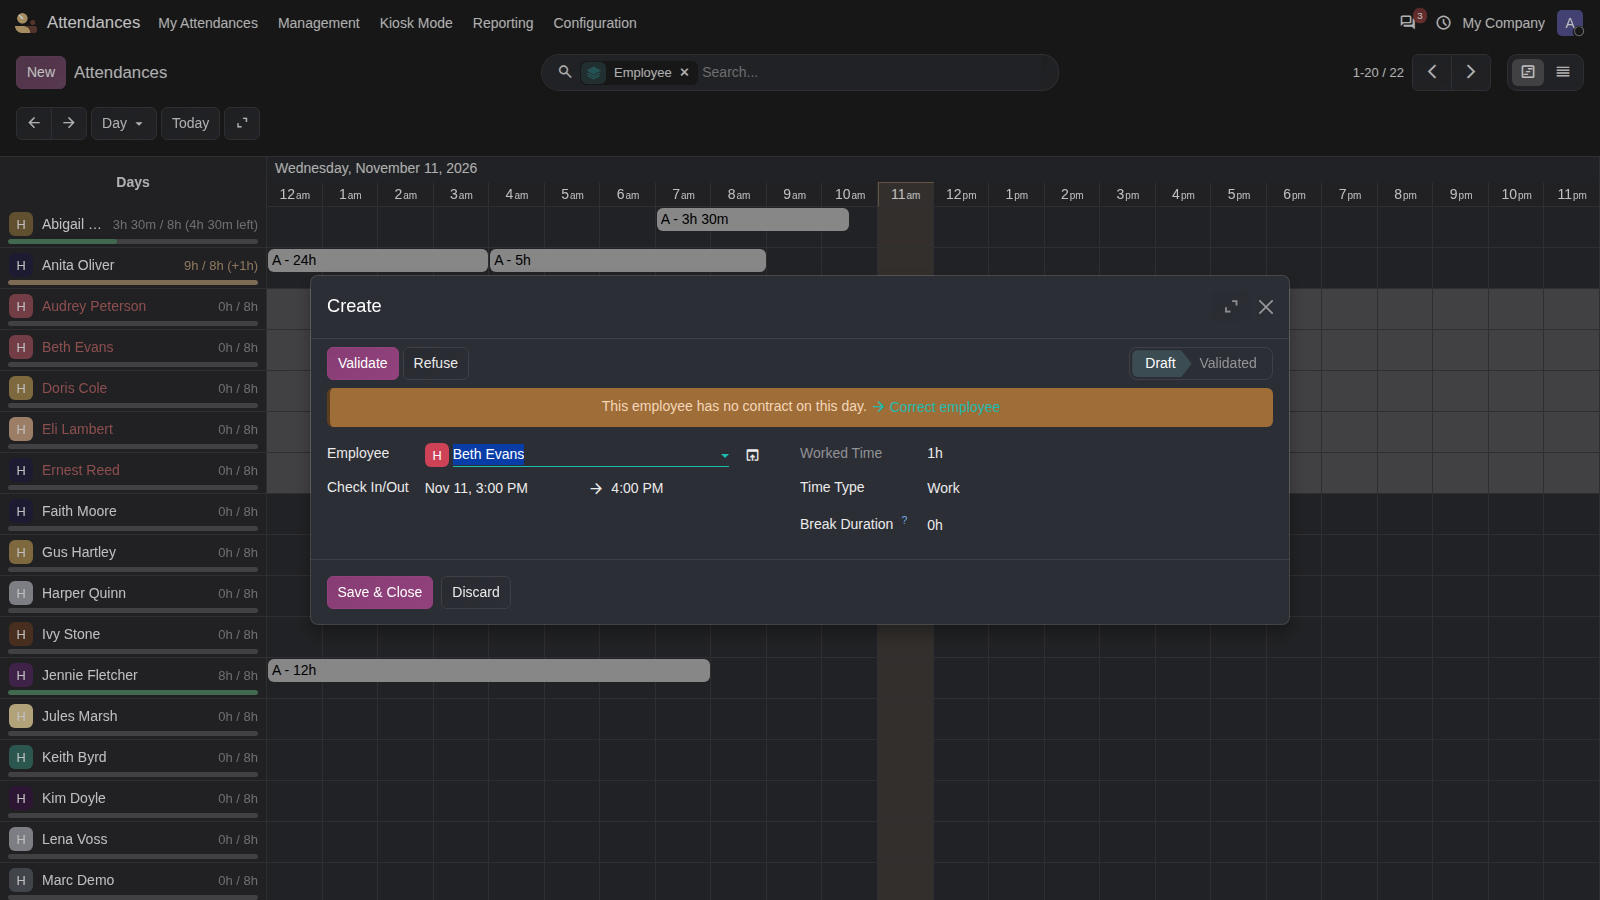 Attendances My Attendances Management Kiosk Mode Reporting Configuration 3 My Company A
New Attendances Employee × Search... 1-20 / 22
Day Today
Days Wednesday, November 11, 2026
12am 1am 2am 3am 4am 5am 6am 7am 8am 9am 10am 11am 12pm 1pm 2pm 3pm 4pm 5pm 6pm 7pm 8pm 9pm 10pm 11pm
H Abigail ... 3h 30m / 8h (4h 30m left) A - 3h 30m
H Anita Oliver 9h / 8h (+1h) A - 24h A - 5h
H Audrey Peterson 0h / 8h
H Beth Evans 0h / 8h
H Doris Cole 0h / 8h
H Eli Lambert 0h / 8h
H Ernest Reed 0h / 8h
H Faith Moore 0h / 8h
H Gus Hartley 0h / 8h
H Harper Quinn 0h / 8h
H Ivy Stone 0h / 8h
H Jennie Fletcher 8h / 8h A - 12h
H Jules Marsh 0h / 8h
H Keith Byrd 0h / 8h
H Kim Doyle 0h / 8h
H Lena Voss 0h / 8h
H Marc Demo 0h / 8h
Create
Validate Refuse Draft Validated
This employee has no contract on this day. → Correct employee
Employee H Beth Evans Worked Time 1h
Check In/Out Nov 11, 3:00 PM → 4:00 PM Time Type Work
Break Duration ? 0h
Save & Close Discard